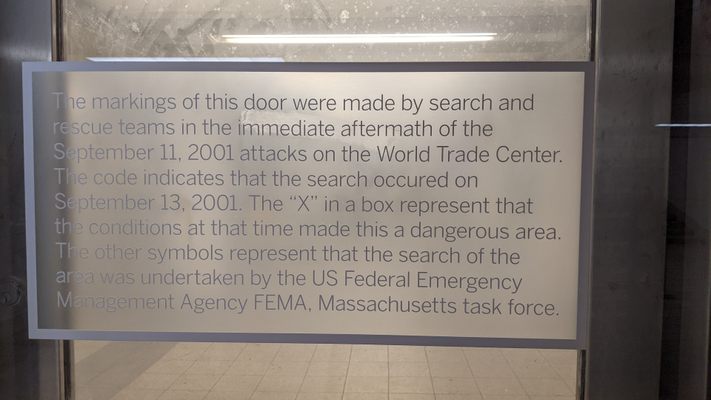 The markings of this door were made by search and
rescue teams in the immediate aftermath of the
September 11, 2001 attacks on the World Trade Center.
The code indicates that the search occured on
September 13, 2001. The “X” in a box represent that
the conditions at that time made this a dangerous area.
The other symbols represent that the search of the
area was undertaken by the US Federal Emergency
Management Agency FEMA, Massachusetts task force.